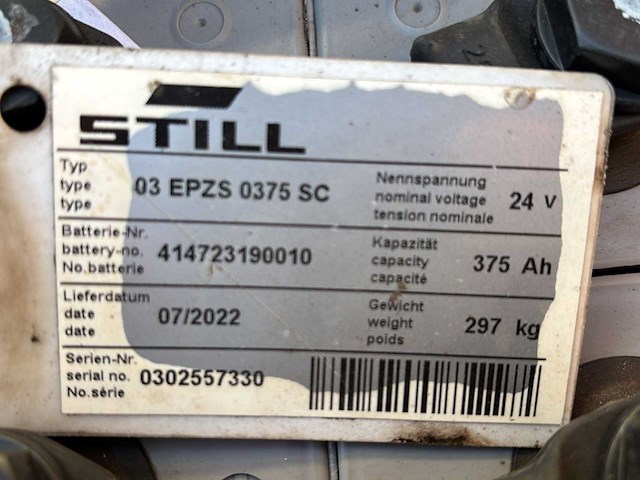 STILL
Typ
type
type
03 EPZS 0375 SC
Nennspannung
nominal voltage
tension nominale
24 V
Batterie-Nr.
battery-no.
No.batterie
414723190010
Kapazität
capacity
capacité
375 Ah
Lieferdatum
date
date
07/2022
Gewicht
weight
poids
297 kg
Serien-Nr.
serial no.
No.série
0302557330